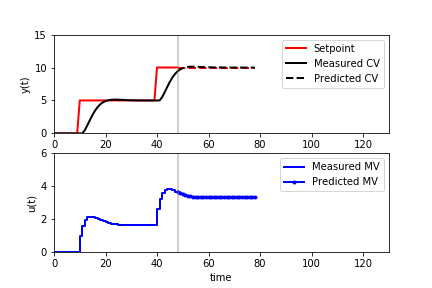 15
10
5
0
y(t)
Setpoint
Measured CV
Predicted CV
0 20 40 60 80 100 120
6
4
2
0
u(t)
Measured MV
Predicted MV
0 20 40 60 80 100 120
time